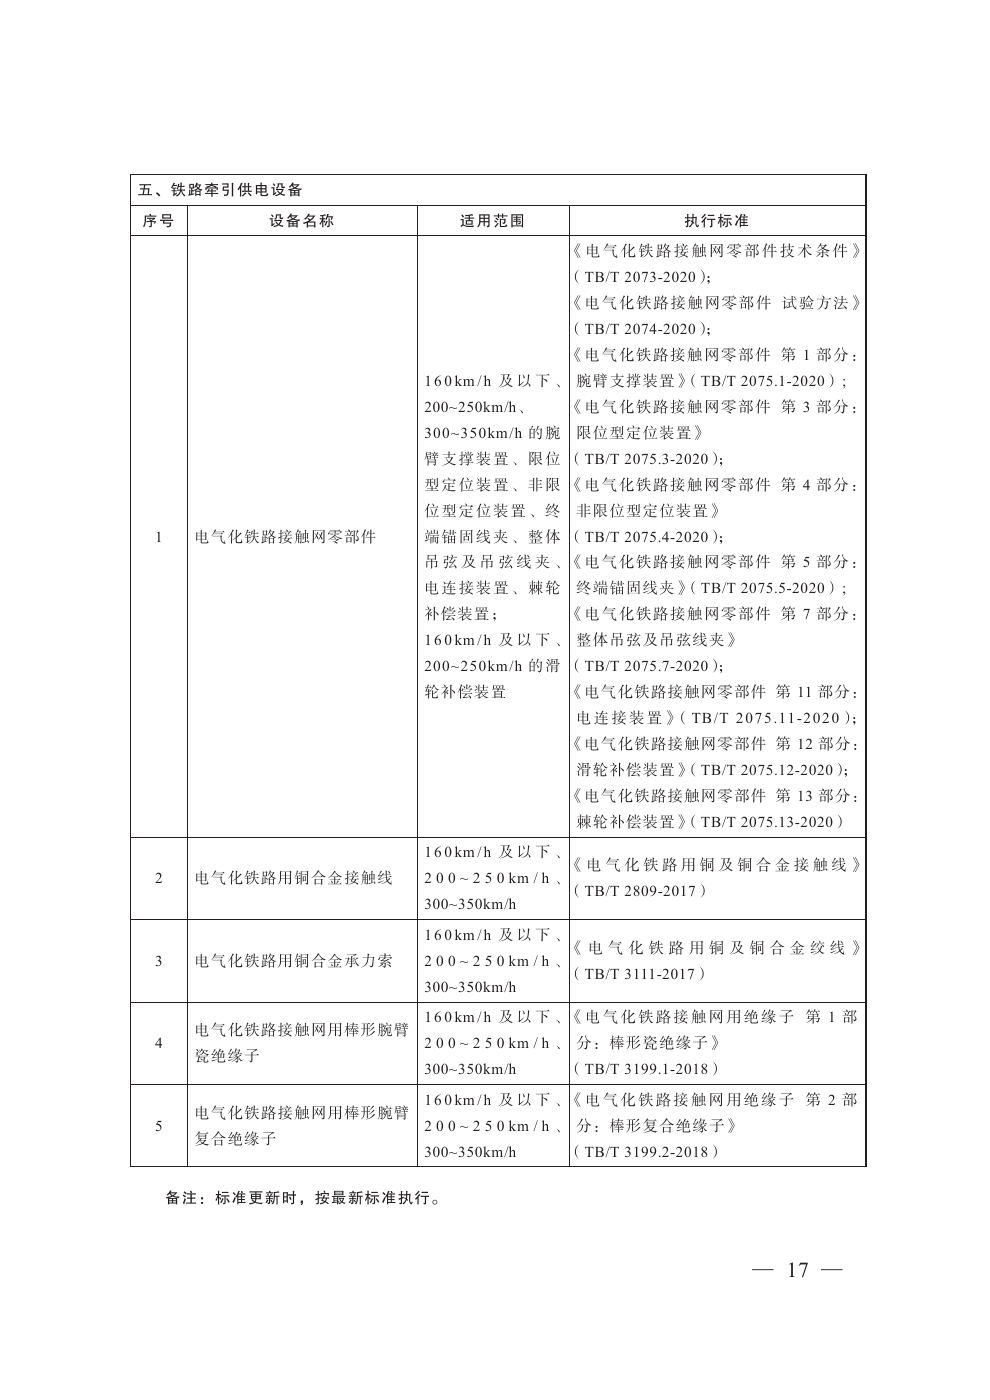 五、铁路牵引供电设备
序号 设备名称 适用范围 执行标准
1
电气化铁路接触网零部件
160km/h 及以下、
200~250km/h、
300~350km/h 的腕
臂支撑装置、限位
型定位装置、非限
位型定位装置、终
端锚固线夹、整体
吊弦及吊弦线夹、
电连接装置、棘轮
补偿装置；
160km/h 及以下、
200~250km/h 的滑
轮补偿装置
《电气化铁路接触网零部件技术条件》
（TB/T 2073-2020）；
《电气化铁路接触网零部件 试验方法》
（TB/T 2074-2020）；
《电气化铁路接触网零部件 第 1 部分：
腕臂支撑装置》（TB/T 2075.1-2020）；
《电气化铁路接触网零部件 第 3 部分：
限位型定位装置》
（TB/T 2075.3-2020）；
《电气化铁路接触网零部件 第 4 部分：
非限位型定位装置》
（TB/T 2075.4-2020）；
《电气化铁路接触网零部件 第 5 部分：
终端锚固线夹》（TB/T 2075.5-2020）；
《电气化铁路接触网零部件 第 7 部分：
整体吊弦及吊弦线夹》
（TB/T 2075.7-2020）；
《电气化铁路接触网零部件 第 11 部分：
电连接装置》（TB/T 2075.11-2020）；
《电气化铁路接触网零部件 第 12 部分：
滑轮补偿装置》（TB/T 2075.12-2020）；
《电气化铁路接触网零部件 第 13 部分：
棘轮补偿装置》（TB/T 2075.13-2020）
2
电气化铁路用铜合金接触线
160km/h 及以下、
200~250km/h、
300~350km/h
《电气化铁路用铜及铜合金接触线》
（TB/T 2809-2017）
3
电气化铁路用铜合金承力索
160km/h 及以下、
200~250km/h、
300~350km/h
《电气化铁路用铜及铜合金绞线》
（TB/T 3111-2017）
4
电气化铁路接触网用棒形腕臂
瓷绝缘子
160km/h 及以下、
200~250km/h、
300~350km/h
《电气化铁路接触网用绝缘子 第 1 部
分：棒形瓷绝缘子》
（TB/T 3199.1-2018）
5
电气化铁路接触网用棒形腕臂
复合绝缘子
160km/h 及以下、
200~250km/h、
300~350km/h
《电气化铁路接触网用绝缘子 第 2 部
分：棒形复合绝缘子》
（TB/T 3199.2-2018）
备注：标准更新时，按最新标准执行。
— 17 —